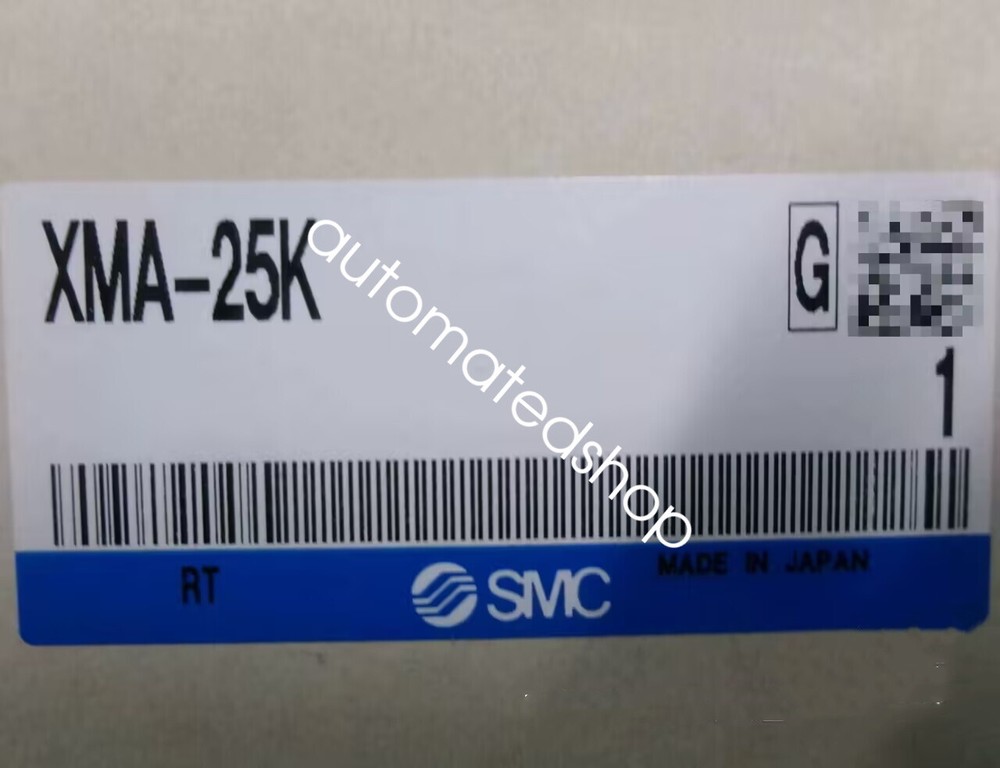 XMA-25K
G
1
automatedshop
RT
SMC
MADE IN JAPAN